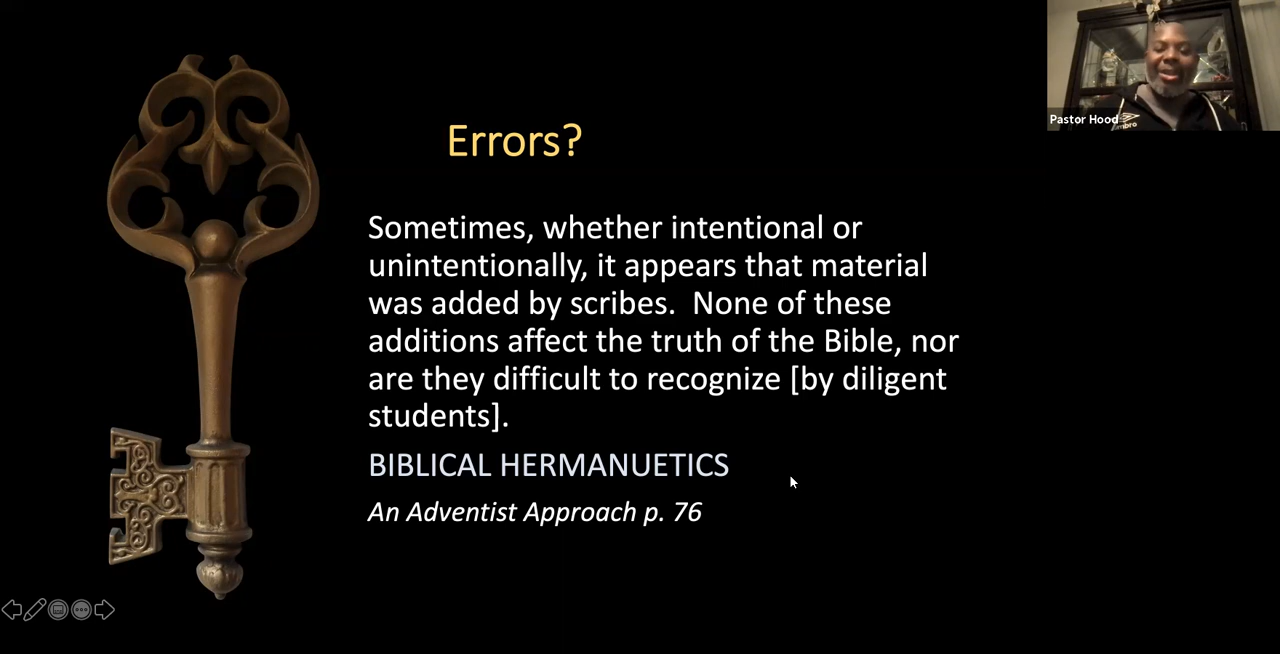 Errors?
Sometimes, whether intentional or
unintentionally, it appears that material
was added by scribes.  None of these
additions affect the truth of the Bible, nor
are they difficult to recognize [by diligent
students].
BIBLICAL HERMANUETICS
An Adventist Approach p. 76
Pastor Hood
umbro